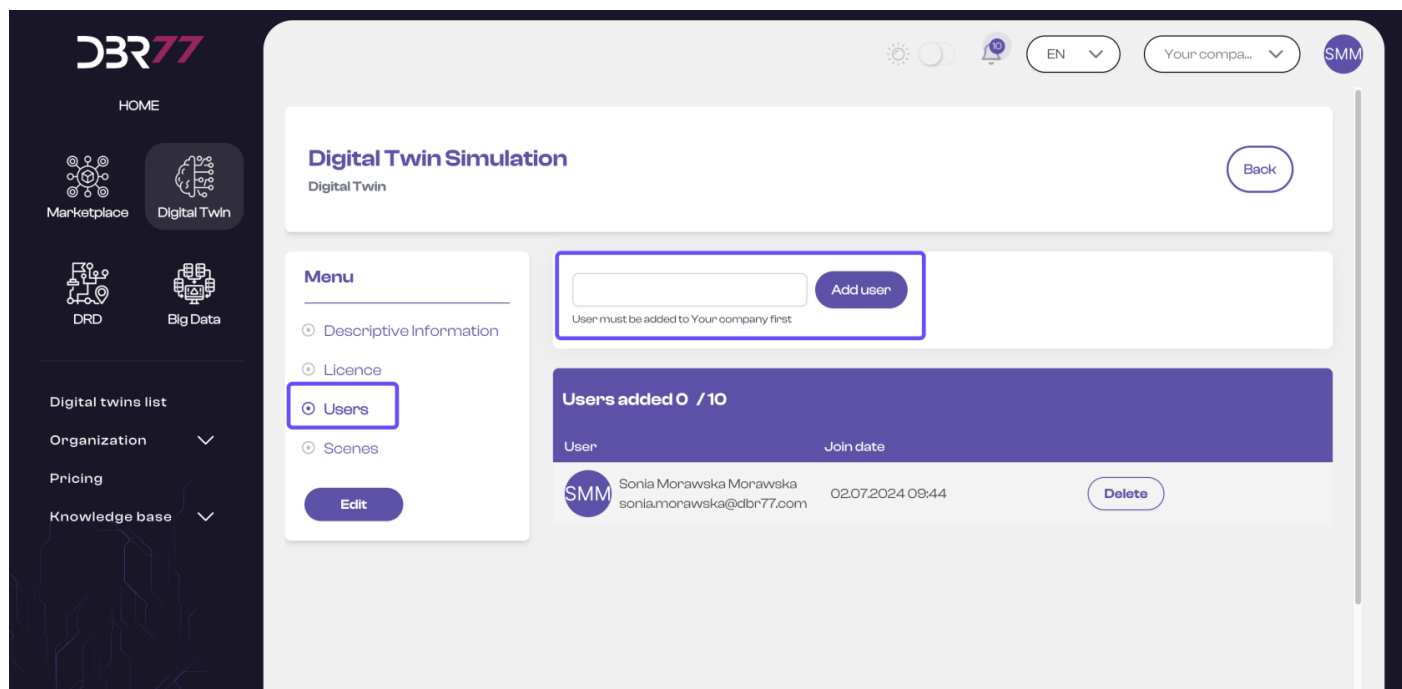 DBR77
10
EN
Your compa...
SMM
HOME
Marketplace
Digital Twin
DRD
Big Data
Digital twins list
Organization
Pricing
Knowledge base
Digital Twin Simulation
Digital Twin
Back
Menu
Descriptive Information
Licence
Users
Scenes
Edit
Add user
User must be added to Your company first
Users added 0 / 10
User Join date
SMM
Sonia Morawska Morawska
sonia.morawska@dbr77.com
02.07.2024 09:44
Delete